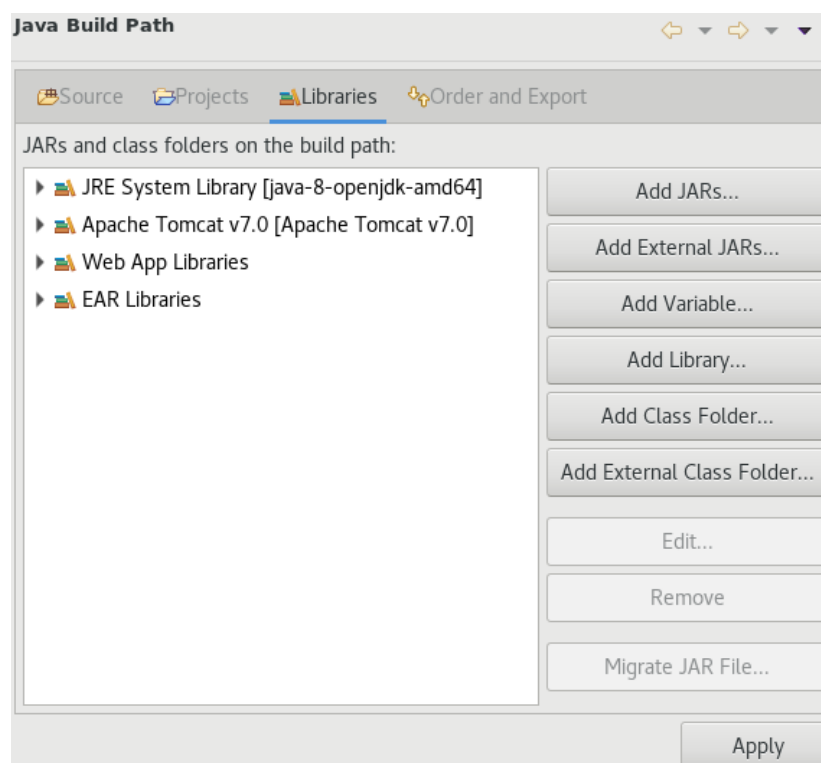 Java Build Path
Source Projects Libraries Order and Export
JARs and class folders on the build path:
JRE System Library [java-8-openjdk-amd64]
Apache Tomcat v7.0 [Apache Tomcat v7.0]
Web App Libraries
EAR Libraries
Add JARs...
Add External JARs...
Add Variable...
Add Library...
Add Class Folder...
Add External Class Folder...
Edit...
Remove
Migrate JAR File...
Apply